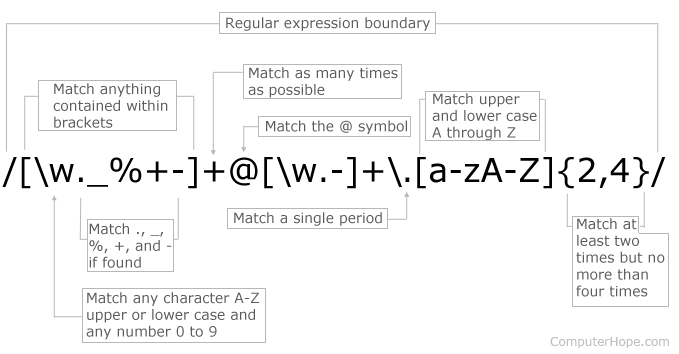 Regular expression boundary
Match anything
contained within
brackets
Match as many times
as possible
Match the @ symbol
Match upper
and lower case
A through Z
/[\w._%+-]+@[\w.-]+\.[a-zA-Z]{2,4}/
Match ., _,
%, +, and -
if found
Match a single period
Match at
least two
times but no
more than
four times
Match any character A-Z
upper or lower case and
any number 0 to 9
ComputerHope.com